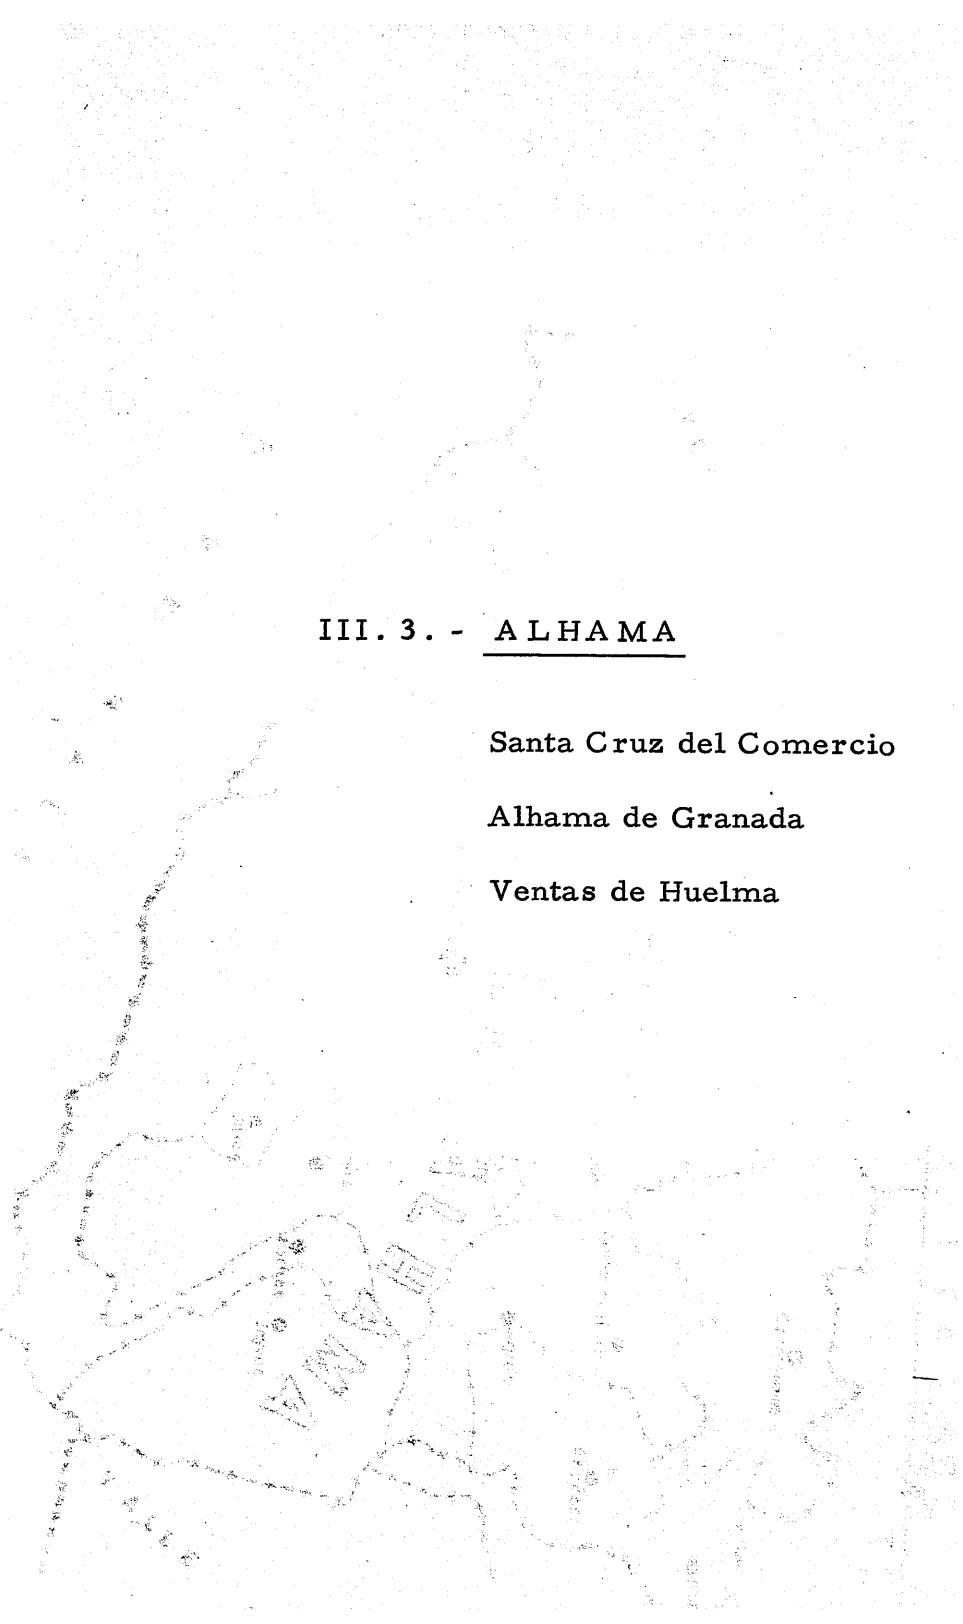 III. 3. - ALHAMA
Santa Cruz del Comercio
Alhama de Granada
Ventas de Huelma